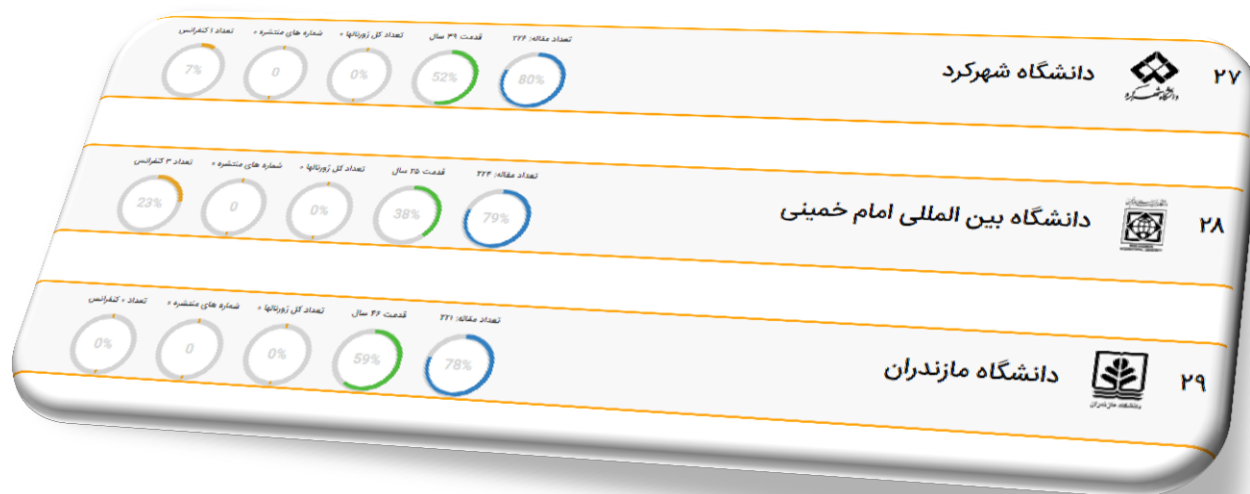 ۲۷
دانشگاه شهرکرد
تعداد مقاله: ۲۲۶
قدمت ۳۹ سال
تعداد کل ژورنالها ۰
شماره های منتشره ۰
تعداد ۱ کنفرانس
80%
52%
0%
0
7%
۲۸
دانشگاه بین المللی امام خمینی
تعداد مقاله: ۲۲۴
قدمت ۲۵ سال
تعداد کل ژورنالها ۰
شماره های منتشره ۰
تعداد ۳ کنفرانس
79%
38%
0%
0
23%
۲۹
دانشگاه مازندران
دانشگاه مازندران
تعداد مقاله: ۲۲۱
قدمت ۴۶ سال
تعداد کل ژورنالها ۰
شماره های منتشره ۰
تعداد ۰ کنفرانس
78%
59%
0%
0
0%